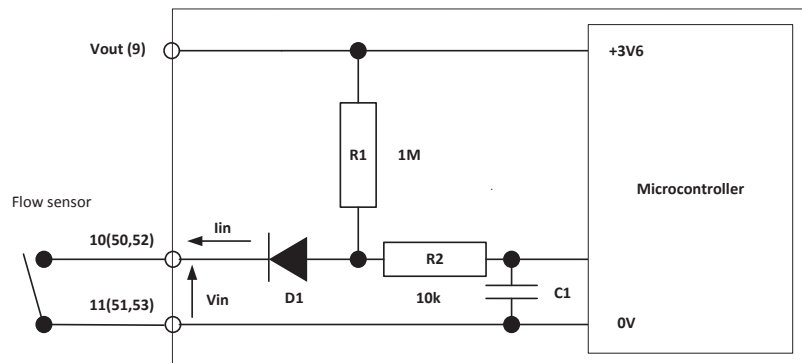 Vout (9)
+3V6
R1
1M
Microcontroller
Flow sensor
10(50,52)
Iin
R2
Vin
D1
10k
C1
11(51,53)
0V